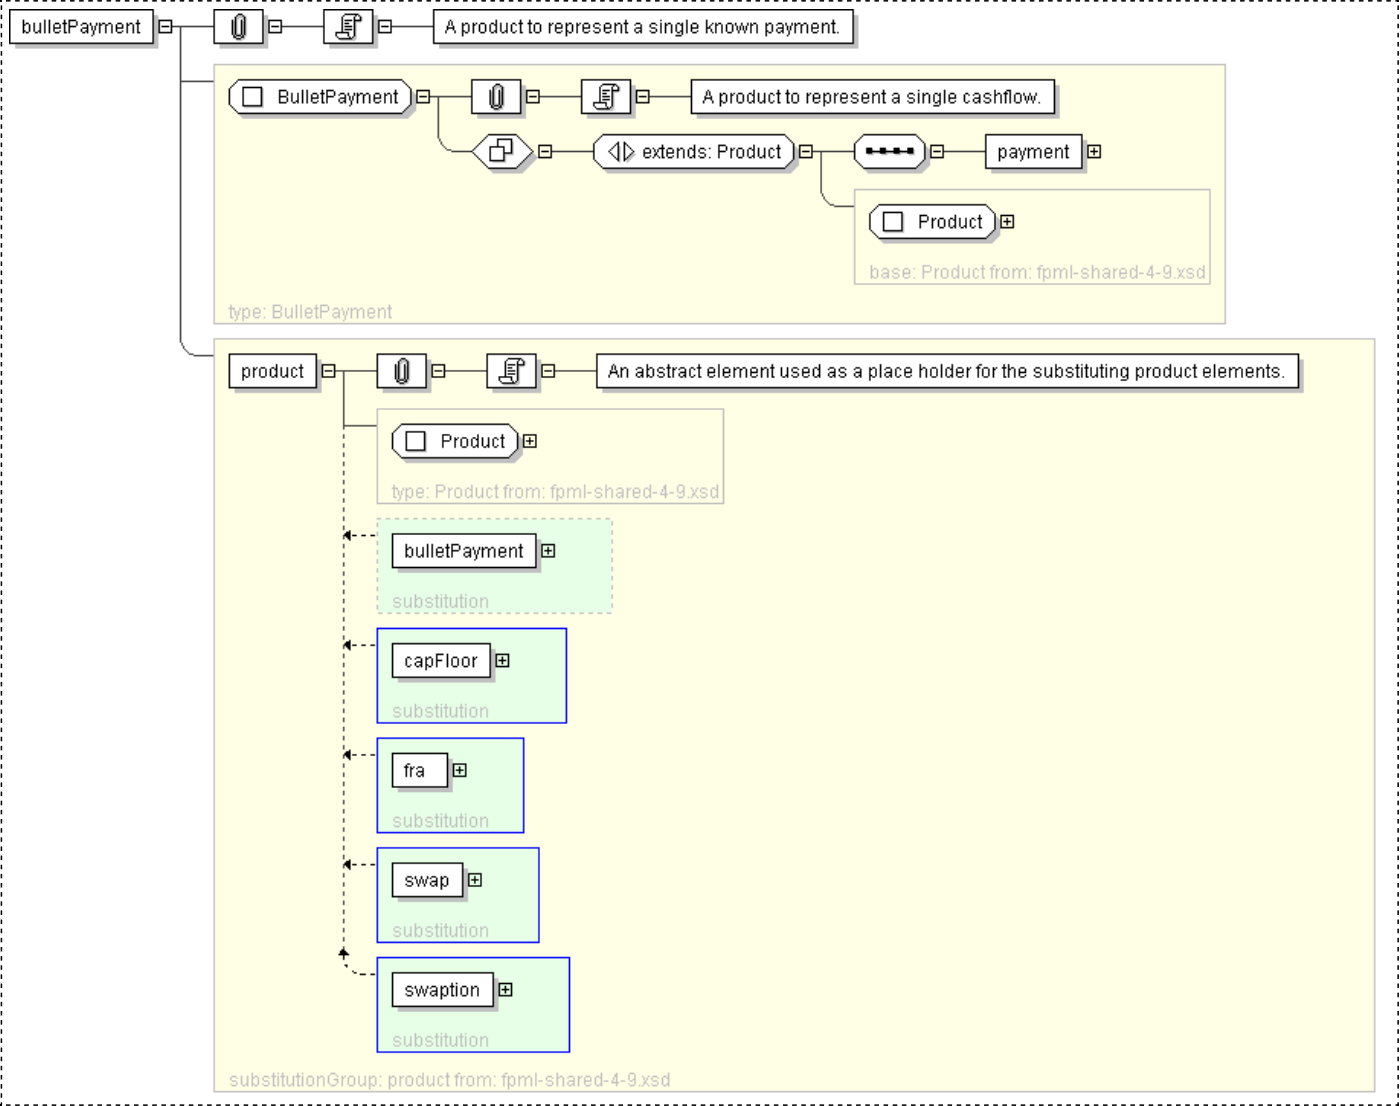 bulletPayment
A product to represent a single known payment.
BulletPayment
A product to represent a single cashflow.
extends: Product
payment
Product
base: Product from: fpml-shared-4-9.xsd
type: BulletPayment
product
An abstract element used as a place holder for the substituting product elements.
Product
type: Product from: fpml-shared-4-9.xsd
bulletPayment
substitution
capFloor
substitution
fra
substitution
swap
substitution
swaption
substitution
substitutionGroup: product from: fpml-shared-4-9.xsd